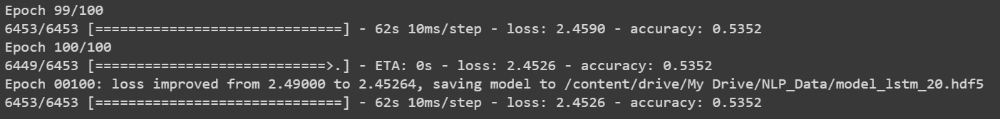 Epoch 99/100
6453/6453 [==============================] - 62s 10ms/step - loss: 2.4590 - accuracy: 0.5352
Epoch 100/100
6449/6453 [============================>.] - ETA: 0s - loss: 2.4526 - accuracy: 0.5352
Epoch 00100: loss improved from 2.49000 to 2.45264, saving model to /content/drive/My Drive/NLP_Data/model_lstm_20.hdf5
6453/6453 [==============================] - 62s 10ms/step - loss: 2.4526 - accuracy: 0.5352